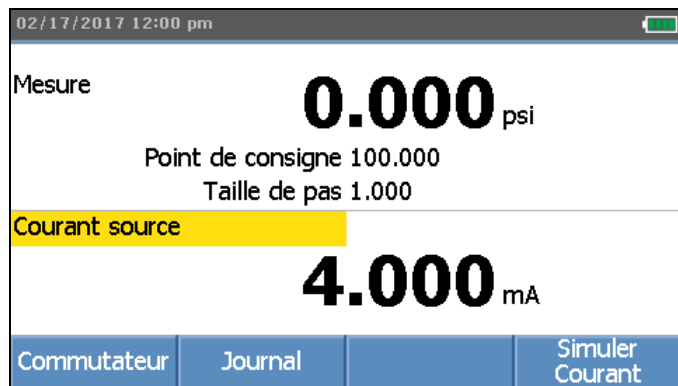 02/17/2017 12:00 pm
Mesure
0.000 psi
Point de consigne 100.000
Taille de pas 1.000
Courant source
4.000 mA
Commutateur Journal Simuler
Courant